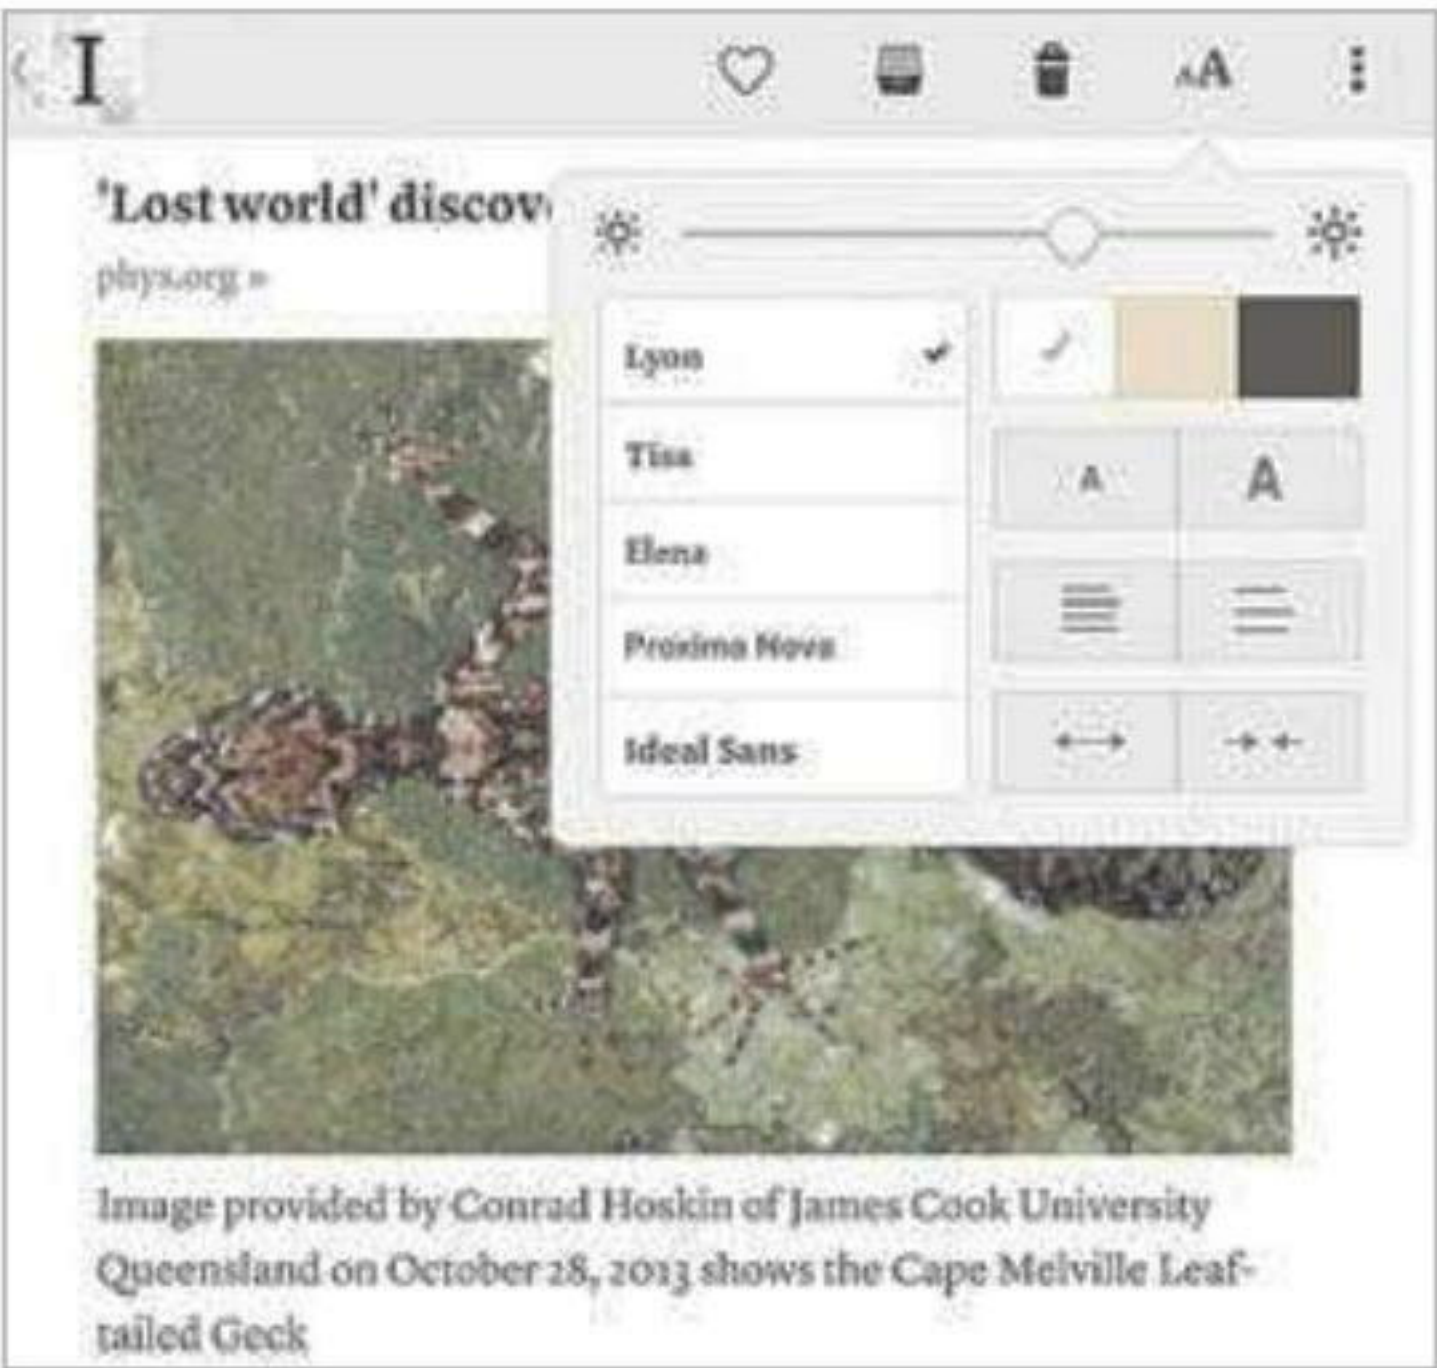 I
AA
'Lost world' discov
phys.org »
Lyon
Tisa
Elena
Proxima Nova
Ideal Sans
A A
Image provided by Conrad Hoskin of James Cook University
Queensland on October 28, 2013 shows the Cape Melville Leaf-
tailed Geck